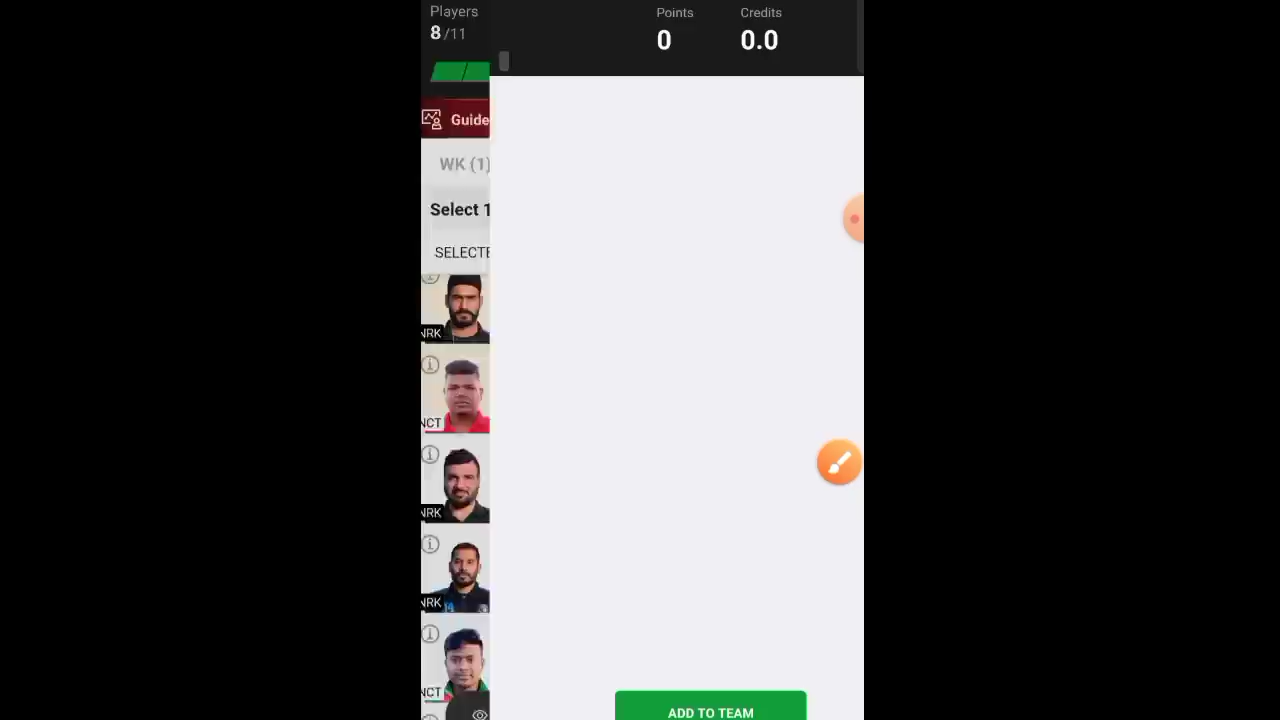 Players
8/11
Points
0
Credits
0.0
Guide
WK (1)
Select 1
SELECTE
NRK
NCT
NRK
NRK
NCT
ADD TO TEAM